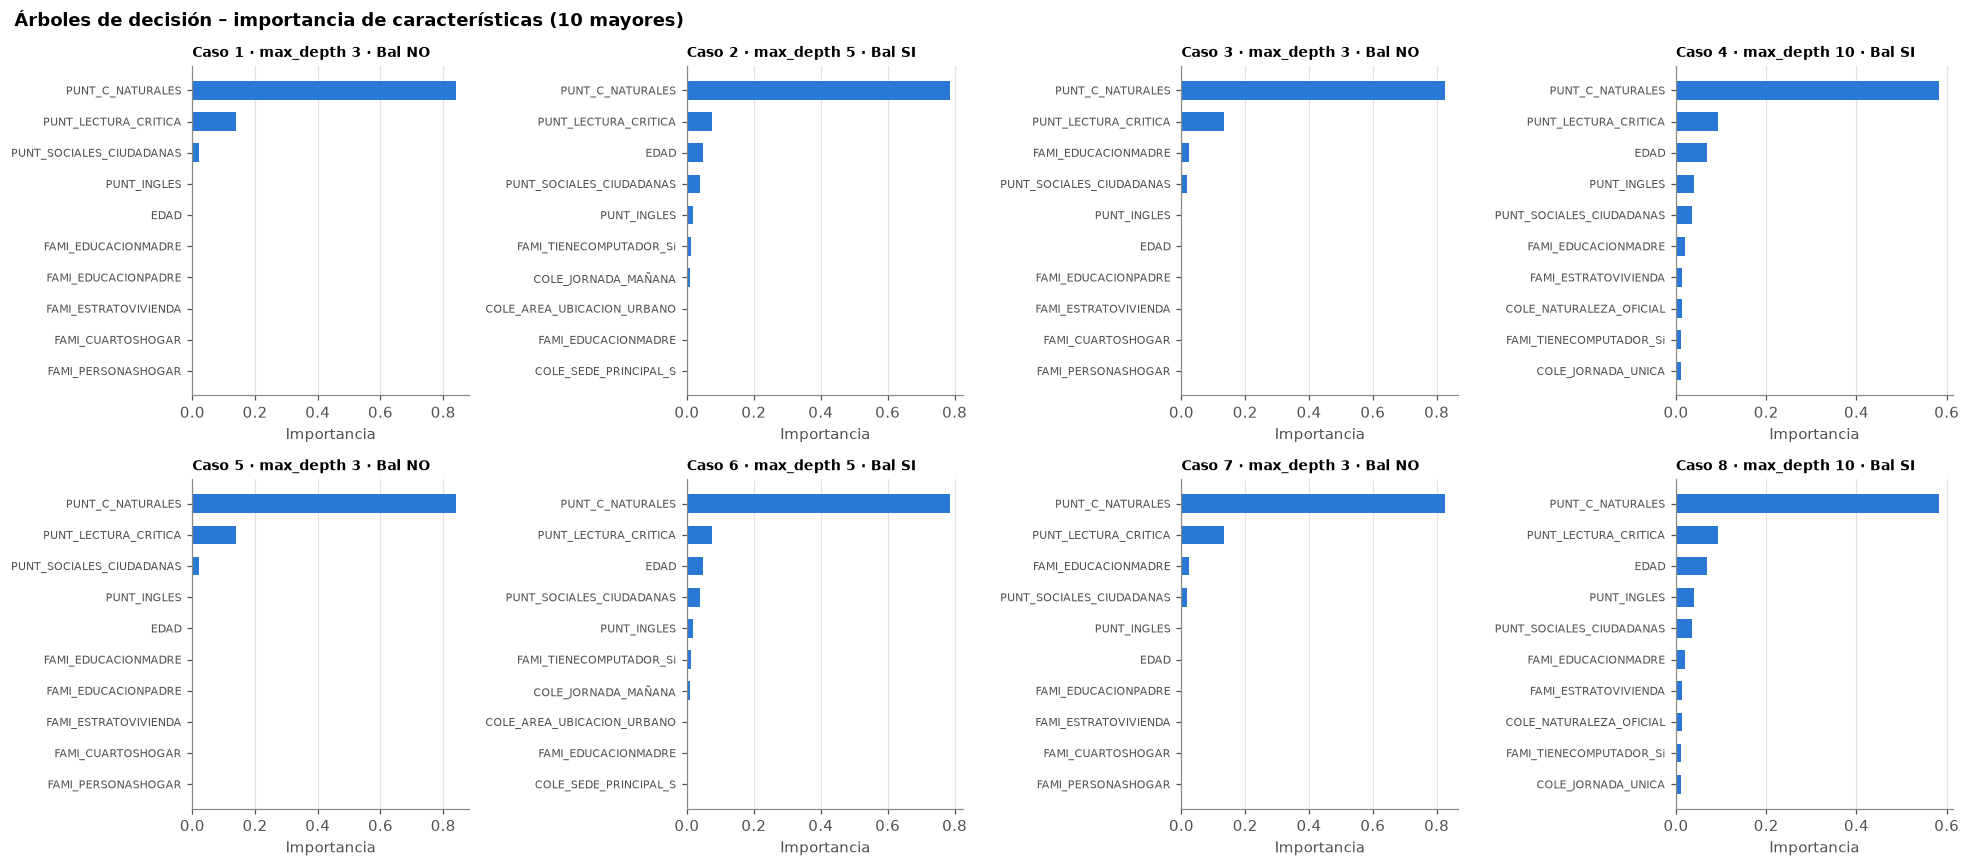 Árboles de decisión – importancia de características (10 mayores)
Caso 1 · max_depth 3 · Bal NO
PUNT_C_NATURALES
PUNT_LECTURA_CRITICA
PUNT_SOCIALES_CIUDADANAS
PUNT_INGLES
EDAD
FAMI_EDUCACIONMADRE
FAMI_EDUCACIONPADRE
FAMI_ESTRATOVIVIENDA
FAMI_CUARTOSHOGAR
FAMI_PERSONASHOGAR
0.0 0.2 0.4 0.6 0.8
Importancia
Caso 2 · max_depth 5 · Bal SI
PUNT_C_NATURALES
PUNT_LECTURA_CRITICA
EDAD
PUNT_SOCIALES_CIUDADANAS
PUNT_INGLES
FAMI_TIENECOMPUTADOR_Si
COLE_JORNADA_MAÑANA
COLE_AREA_UBICACION_URBANO
FAMI_EDUCACIONMADRE
COLE_SEDE_PRINCIPAL_S
0.0 0.2 0.4 0.6 0.8
Importancia
Caso 3 · max_depth 3 · Bal NO
PUNT_C_NATURALES
PUNT_LECTURA_CRITICA
FAMI_EDUCACIONMADRE
PUNT_SOCIALES_CIUDADANAS
PUNT_INGLES
EDAD
FAMI_EDUCACIONPADRE
FAMI_ESTRATOVIVIENDA
FAMI_CUARTOSHOGAR
FAMI_PERSONASHOGAR
0.0 0.2 0.4 0.6 0.8
Importancia
Caso 4 · max_depth 10 · Bal SI
PUNT_C_NATURALES
PUNT_LECTURA_CRITICA
EDAD
PUNT_INGLES
PUNT_SOCIALES_CIUDADANAS
FAMI_EDUCACIONMADRE
FAMI_ESTRATOVIVIENDA
COLE_NATURALEZA_OFICIAL
FAMI_TIENECOMPUTADOR_Si
COLE_JORNADA_UNICA
0.0 0.2 0.4 0.6
Importancia
Caso 5 · max_depth 3 · Bal NO
PUNT_C_NATURALES
PUNT_LECTURA_CRITICA
PUNT_SOCIALES_CIUDADANAS
PUNT_INGLES
EDAD
FAMI_EDUCACIONMADRE
FAMI_EDUCACIONPADRE
FAMI_ESTRATOVIVIENDA
FAMI_CUARTOSHOGAR
FAMI_PERSONASHOGAR
0.0 0.2 0.4 0.6 0.8
Importancia
Caso 6 · max_depth 5 · Bal SI
PUNT_C_NATURALES
PUNT_LECTURA_CRITICA
EDAD
PUNT_SOCIALES_CIUDADANAS
PUNT_INGLES
FAMI_TIENECOMPUTADOR_Si
COLE_JORNADA_MAÑANA
COLE_AREA_UBICACION_URBANO
FAMI_EDUCACIONMADRE
COLE_SEDE_PRINCIPAL_S
0.0 0.2 0.4 0.6 0.8
Importancia
Caso 7 · max_depth 3 · Bal NO
PUNT_C_NATURALES
PUNT_LECTURA_CRITICA
FAMI_EDUCACIONMADRE
PUNT_SOCIALES_CIUDADANAS
PUNT_INGLES
EDAD
FAMI_EDUCACIONPADRE
FAMI_ESTRATOVIVIENDA
FAMI_CUARTOSHOGAR
FAMI_PERSONASHOGAR
0.0 0.2 0.4 0.6 0.8
Importancia
Caso 8 · max_depth 10 · Bal SI
PUNT_C_NATURALES
PUNT_LECTURA_CRITICA
EDAD
PUNT_INGLES
PUNT_SOCIALES_CIUDADANAS
FAMI_EDUCACIONMADRE
FAMI_ESTRATOVIVIENDA
COLE_NATURALEZA_OFICIAL
FAMI_TIENECOMPUTADOR_Si
COLE_JORNADA_UNICA
0.0 0.2 0.4 0.6
Importancia